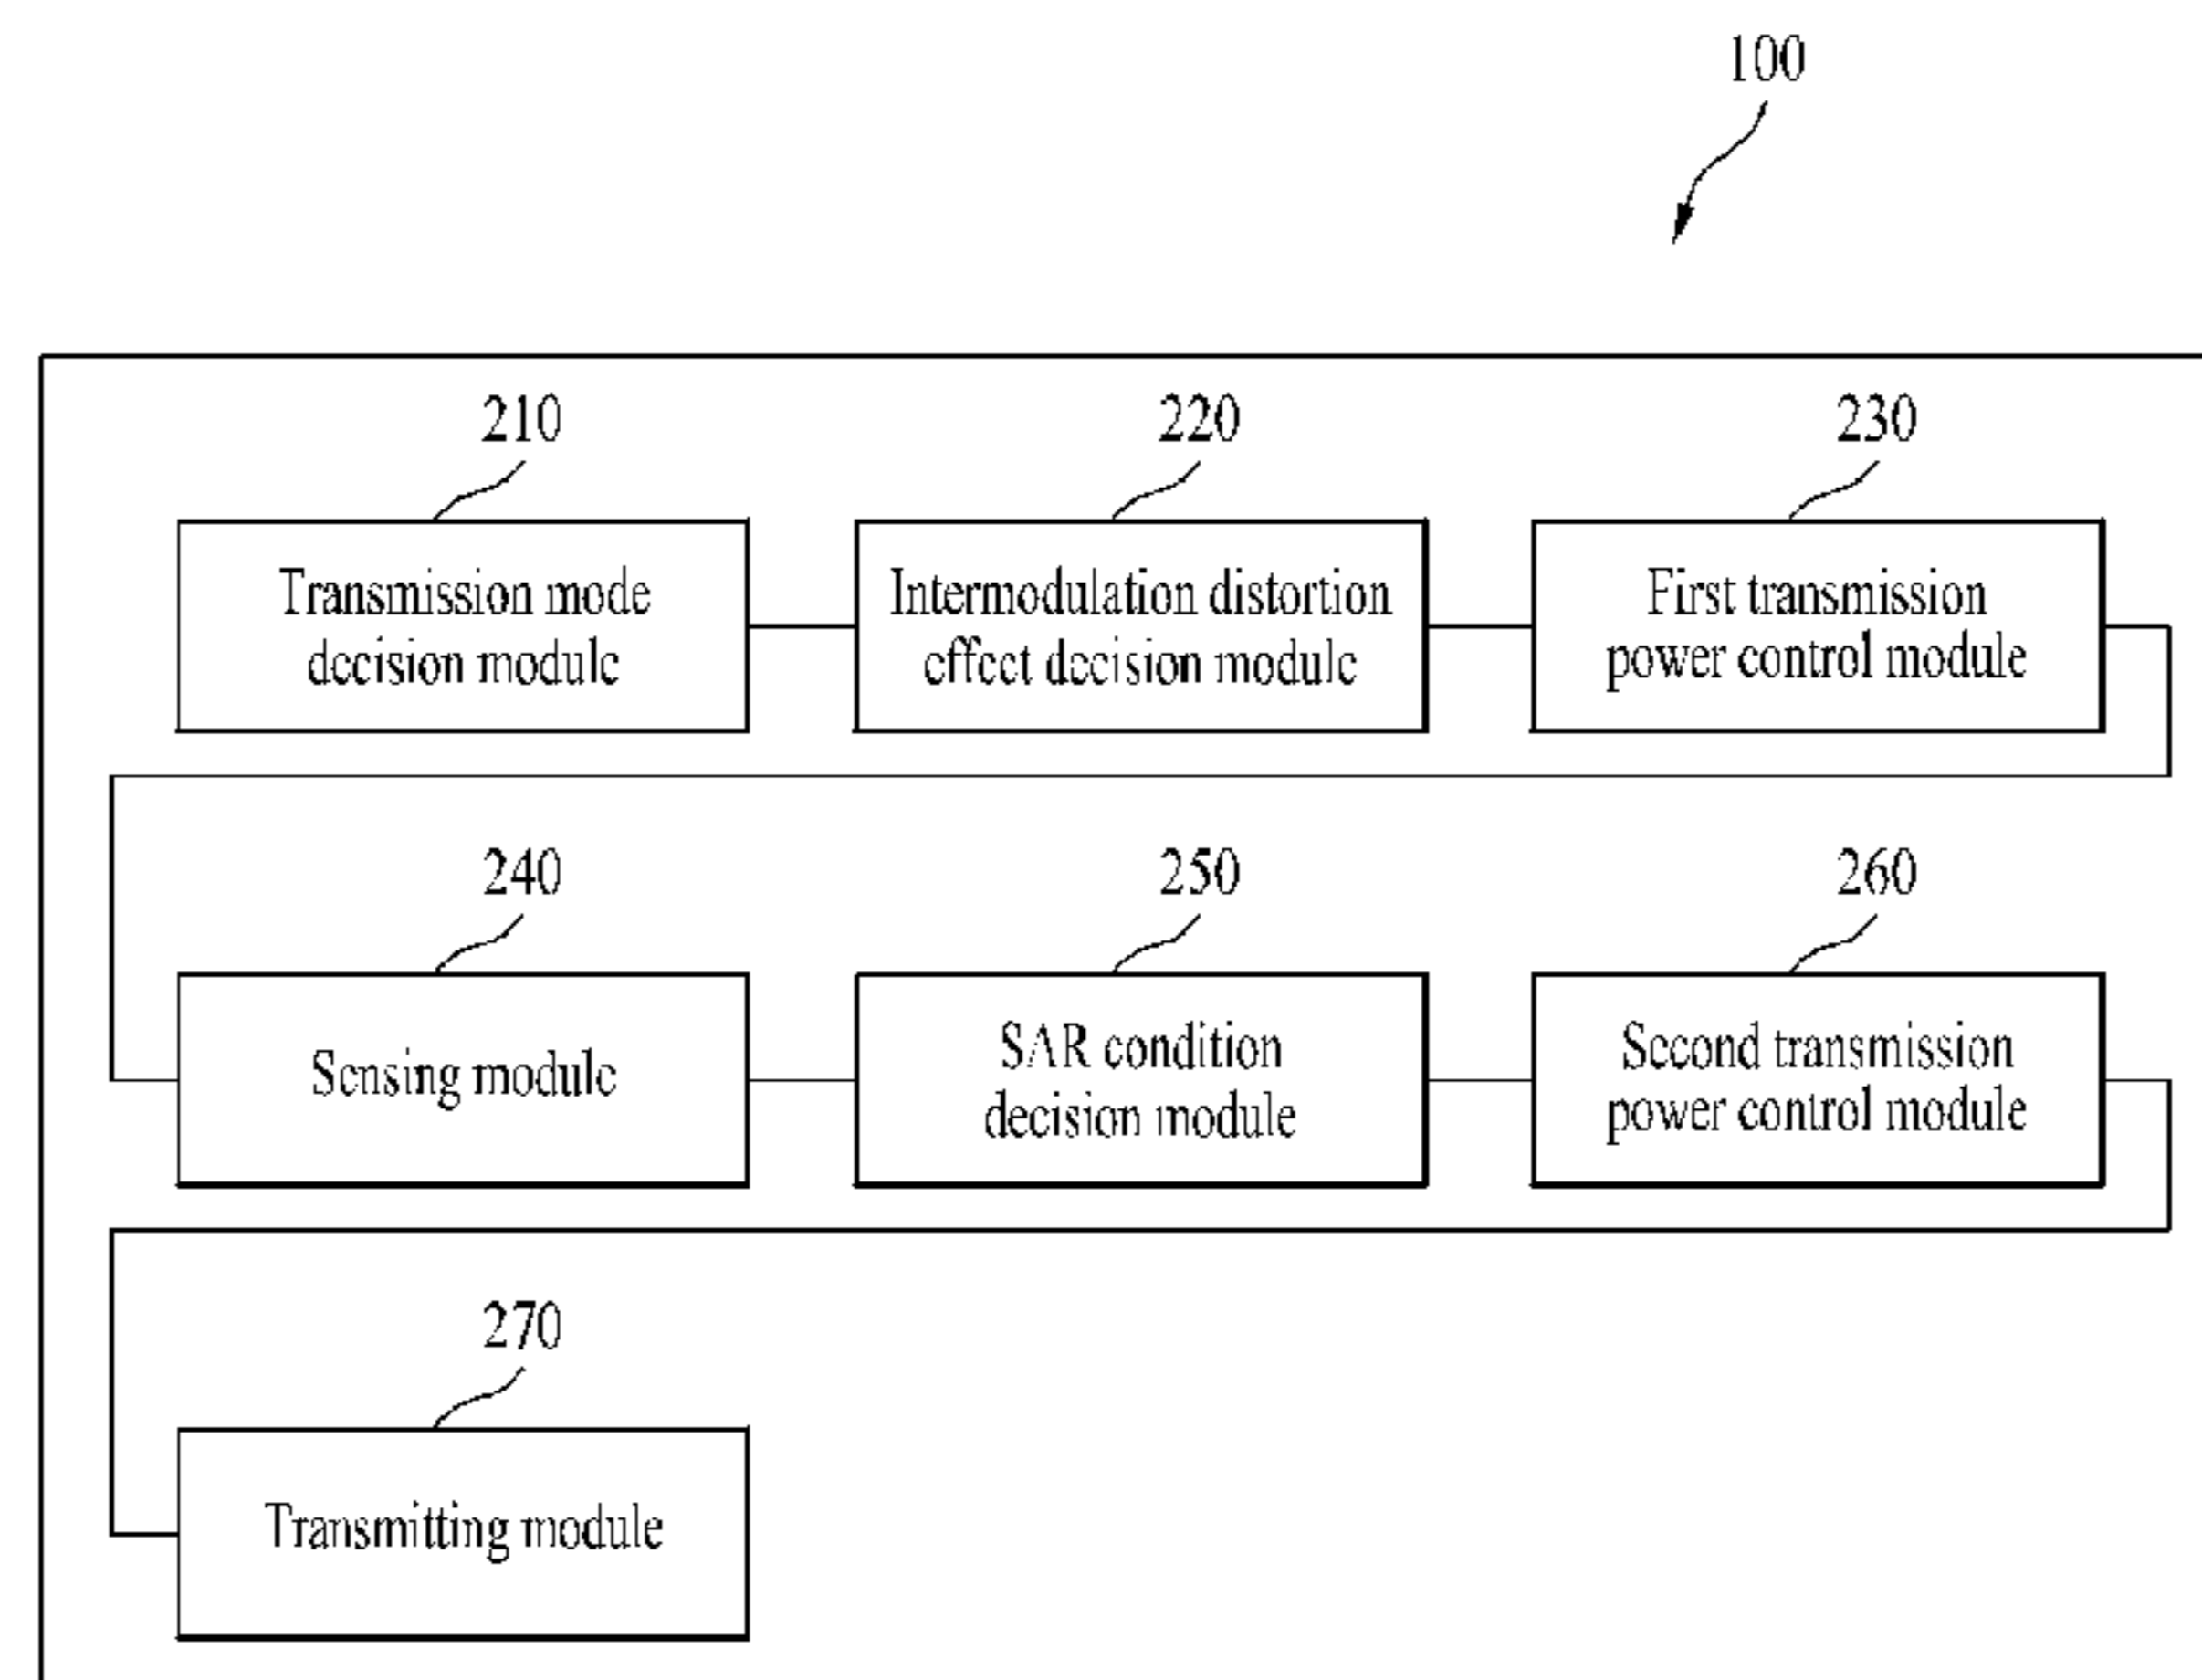 100
210
220
230
Transmission mode
decision module
Intermodulation distortion
effect decision module
First transmission
power control module
240
250
260
Sensing module
SAR condition
decision module
Second transmission
power control module
270
Transmitting module